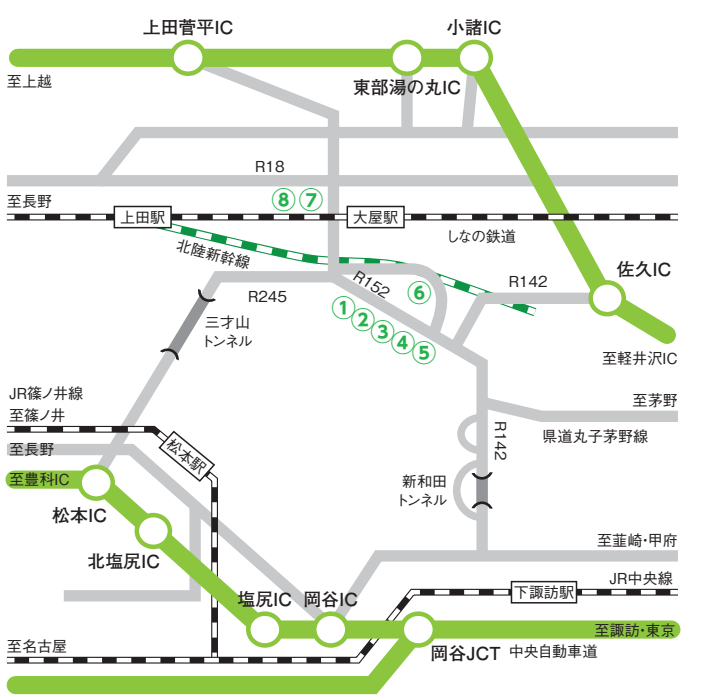 上田菅平IC
小諸IC
至上越
東部湯の丸IC
R18
至長野
⑧⑦
上田駅
大屋駅
しなの鉄道
北陸新幹線
佐久IC
R152
R142
⑥
R245
①
②
③
④
⑤
三才山
トンネル
至軽井沢IC
JR篠ノ井線
至篠ノ井
至茅野
県道丸子茅野線
R142
至長野
松本駅
至豊科IC
新和田
トンネル
松本IC
北塩尻IC
至韮崎・甲府
JR中央線
下諏訪駅
塩尻IC
岡谷IC
至諏訪・東京
至名古屋
岡谷JCT
中央自動車道